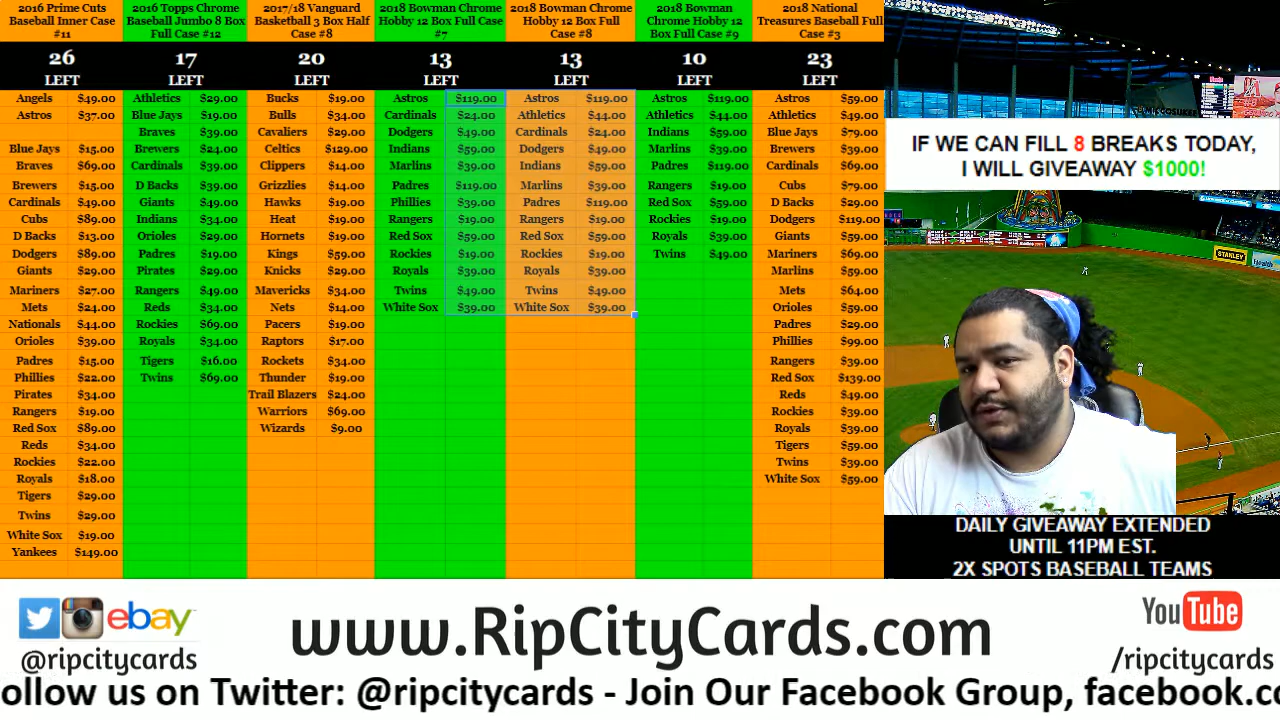 2016 Prime Cuts
Baseball Inner Case
#11
26
LEFT
Angels $49.00
Astros $37.00
Blue Jays $15.00
Braves $69.00
Brewers $15.00
Cardinals $49.00
Cubs $89.00
D Backs $13.00
Dodgers $89.00
Giants $29.00
Mariners $27.00
Mets $24.00
Nationals $44.00
Orioles $39.00
Padres $15.00
Phillies $22.00
Pirates $34.00
Rangers $19.00
Red Sox $89.00
Reds $34.00
Rockies $22.00
Royals $18.00
Tigers $29.00
Twins $29.00
White Sox $19.00
Yankees $149.00
2016 Topps Chrome
Baseball Jumbo 8 Box
Full Case #12
17
LEFT
Athletics $29.00
Blue Jays $19.00
Braves $39.00
Brewers $24.00
Cardinals $39.00
D Backs $39.00
Giants $49.00
Indians $34.00
Orioles $29.00
Padres $19.00
Pirates $29.00
Rangers $49.00
Reds $34.00
Rockies $69.00
Royals $34.00
Tigers $16.00
Twins $69.00
2017/18 Vanguard
Basketball 3 Box Half
Case #8
20
LEFT
Bucks $19.00
Bulls $34.00
Cavaliers $29.00
Celtics $129.00
Clippers $14.00
Grizzlies $14.00
Hawks $19.00
Heat $19.00
Hornets $19.00
Kings $59.00
Knicks $29.00
Mavericks $34.00
Nets $14.00
Pacers $19.00
Raptors $17.00
Rockets $34.00
Thunder $19.00
Trail Blazers $24.00
Warriors $69.00
Wizards $9.00
2018 Bowman Chrome
Hobby 12 Box Full Case
#7
13
LEFT
Astros $119.00
Cardinals $24.00
Dodgers $49.00
Indians $59.00
Marlins $39.00
Padres $119.00
Phillies $39.00
Rangers $19.00
Red Sox $59.00
Rockies $19.00
Royals $39.00
Twins $49.00
White Sox $39.00
2018 Bowman Chrome
Hobby 12 Box Full
Case #8
13
LEFT
Astros $119.00
Athletics $44.00
Cardinals $24.00
Dodgers $49.00
Indians $59.00
Marlins $39.00
Padres $119.00
Rangers $19.00
Red Sox $59.00
Rockies $19.00
Royals $39.00
Twins $49.00
White Sox $39.00
2018 Bowman
Chrome Hobby 12
Box Full Case #9
10
LEFT
Astros $119.00
Athletics $44.00
Indians $59.00
Marlins $39.00
Padres $119.00
Rangers $19.00
Red Sox $59.00
Rockies $19.00
Royals $39.00
Twins $49.00
2018 National
Treasures Baseball Full
Case #3
23
LEFT
Astros $59.00
Athletics $49.00
Blue Jays $79.00
Brewers $39.00
Cardinals $69.00
Cubs $79.00
D Backs $29.00
Dodgers $119.00
Giants $59.00
Mariners $69.00
Marlins $59.00
Mets $64.00
Orioles $59.00
Padres $29.00
Phillies $99.00
Rangers $39.00
Red Sox $139.00
Reds $49.00
Rockies $39.00
Royals $39.00
Tigers $59.00
Twins $39.00
White Sox $59.00
IF WE CAN FILL 8 BREAKS TODAY,
I WILL GIVEAWAY $1000!
STANLEY
DAILY GIVEAWAY EXTENDED
UNTIL 11PM EST.
2X SPOTS BASEBALL TEAMS
ebay
@ripcitycards
www.RipCityCards.com
YouTube
/ripcitycards
ollow us on Twitter: @ripcitycards - Join Our Facebook Group, facebook.c